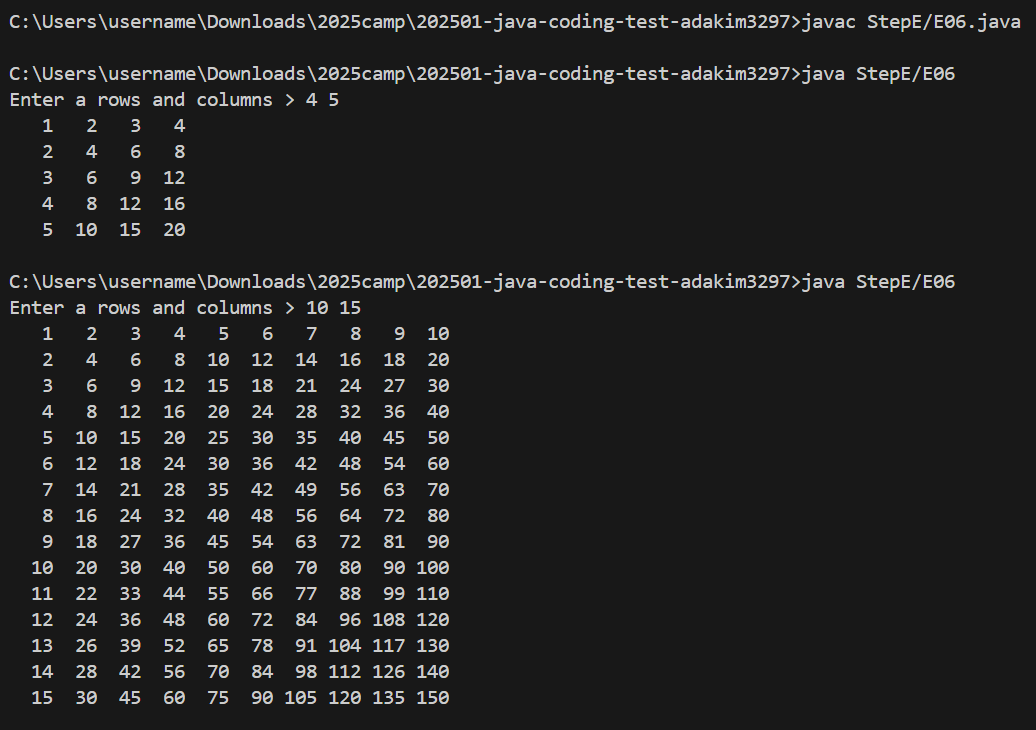 C:\Users\username\Downloads\2025camp\202501-java-coding-test-adakim3297>javac StepE/E06.java
C:\Users\username\Downloads\2025camp\202501-java-coding-test-adakim3297>java StepE/E06
Enter a rows and columns > 4 5
   1   2   3   4
   2   4   6   8
   3   6   9  12
   4   8  12  16
   5  10  15  20
C:\Users\username\Downloads\2025camp\202501-java-coding-test-adakim3297>java StepE/E06
Enter a rows and columns > 10 15
   1   2   3   4   5   6   7   8   9  10
   2   4   6   8  10  12  14  16  18  20
   3   6   9  12  15  18  21  24  27  30
   4   8  12  16  20  24  28  32  36  40
   5  10  15  20  25  30  35  40  45  50
   6  12  18  24  30  36  42  48  54  60
   7  14  21  28  35  42  49  56  63  70
   8  16  24  32  40  48  56  64  72  80
   9  18  27  36  45  54  63  72  81  90
  10  20  30  40  50  60  70  80  90 100
  11  22  33  44  55  66  77  88  99 110
  12  24  36  48  60  72  84  96 108 120
  13  26  39  52  65  78  91 104 117 130
  14  28  42  56  70  84  98 112 126 140
  15  30  45  60  75  90 105 120 135 150